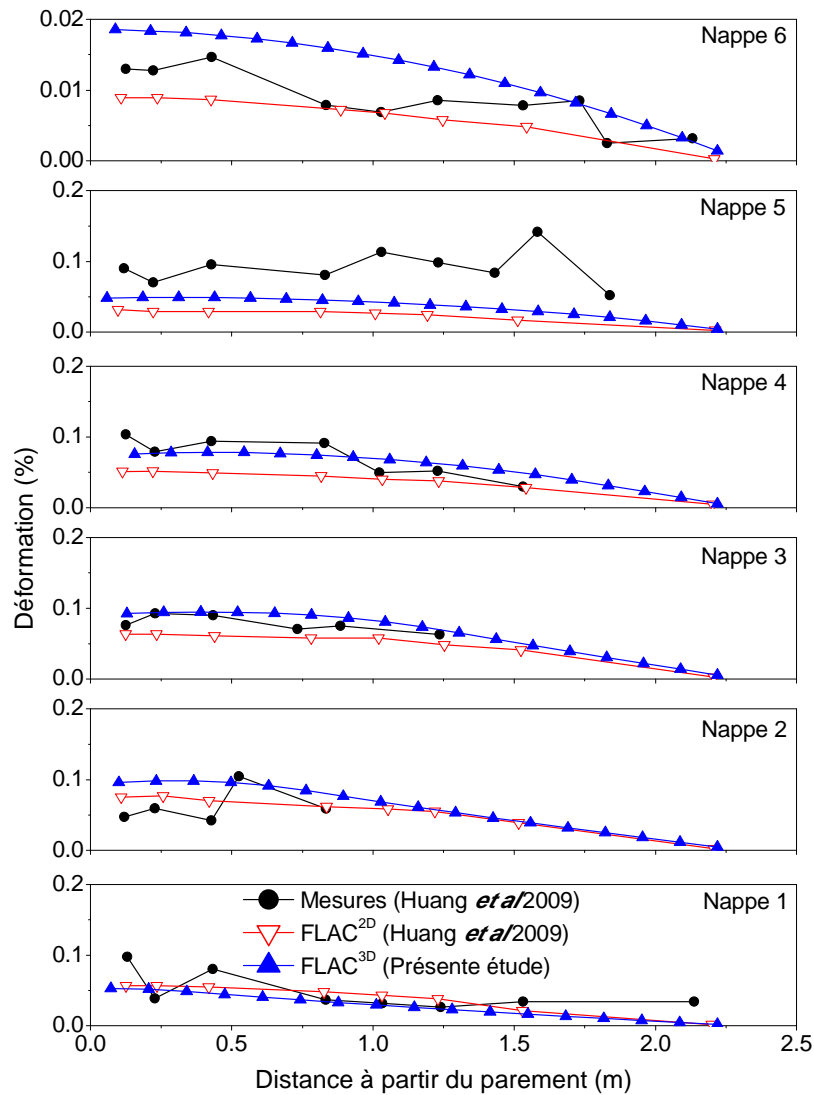 0.02
Nappe 6
0.01
0.00
0.2
Nappe 5
0.1
0.0
0.2
Nappe 4
0.1
0.0
0.2
Nappe 3
0.1
0.0
0.2
Nappe 2
0.1
0.0
0.2
Nappe 1
0.1
0.0
Mesures (Huang et al 2009)
FLAC2D (Huang et al 2009)
FLAC3D (Présente étude)
0.0 0.5 1.0 1.5 2.0 2.5
Distance à partir du parement (m)
Déformation (%)